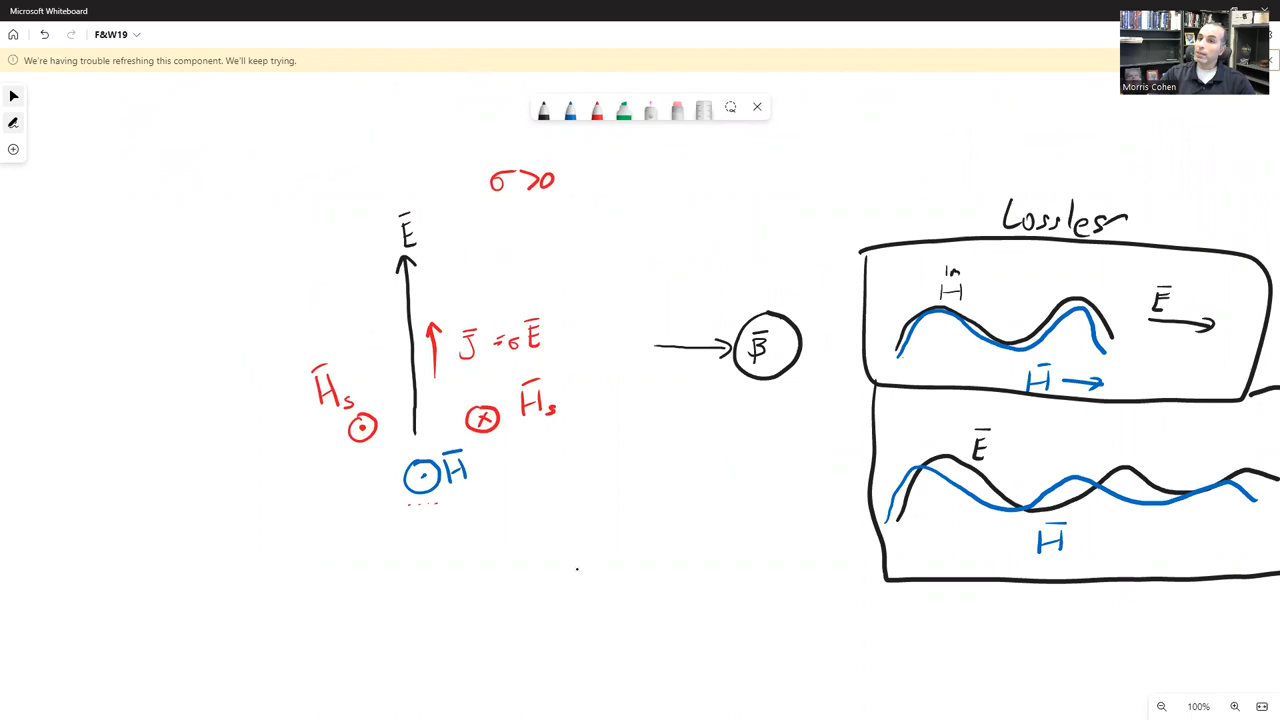 Microsoft Whiteboard
F&W19
We're having trouble refreshing this component. We'll keep trying.
Morris Cohen
σ >0
Ē
J̄ = σ Ē
H̄s
H̄s
H̄
β̄
Lossless
Ē
H̄
Ē
H̄
100%